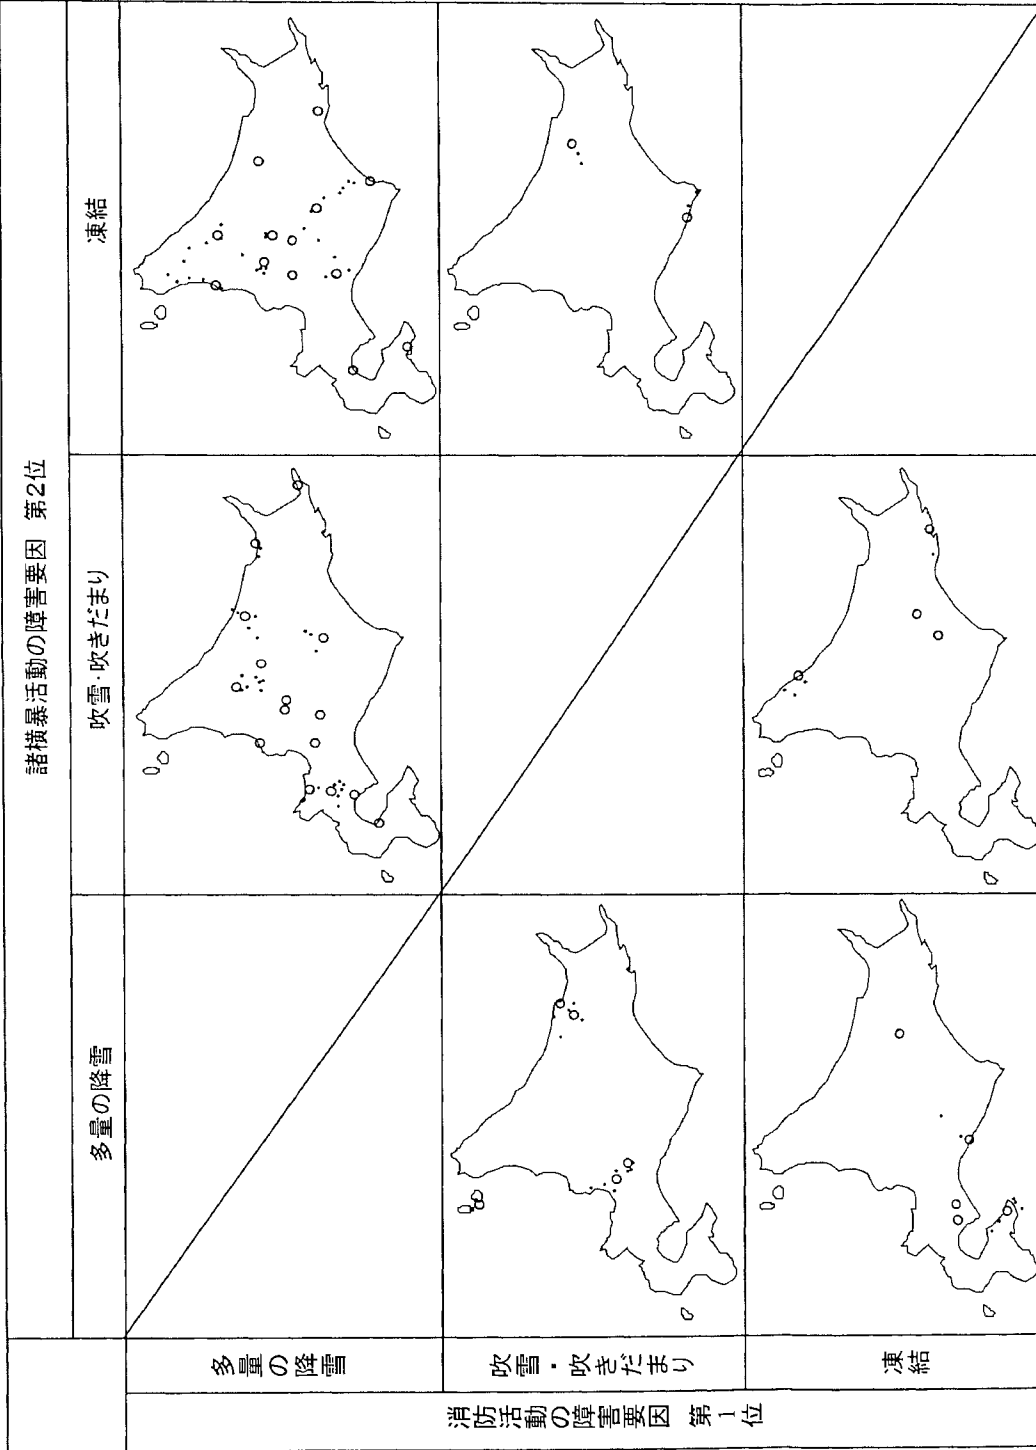 諸横暴活動の障害要因 第2位
多量の降雪
吹雪・吹きだまり
凍結
消防活動の障害要因 第1位
多量の降雪
吹雪・吹きだまり
凍結